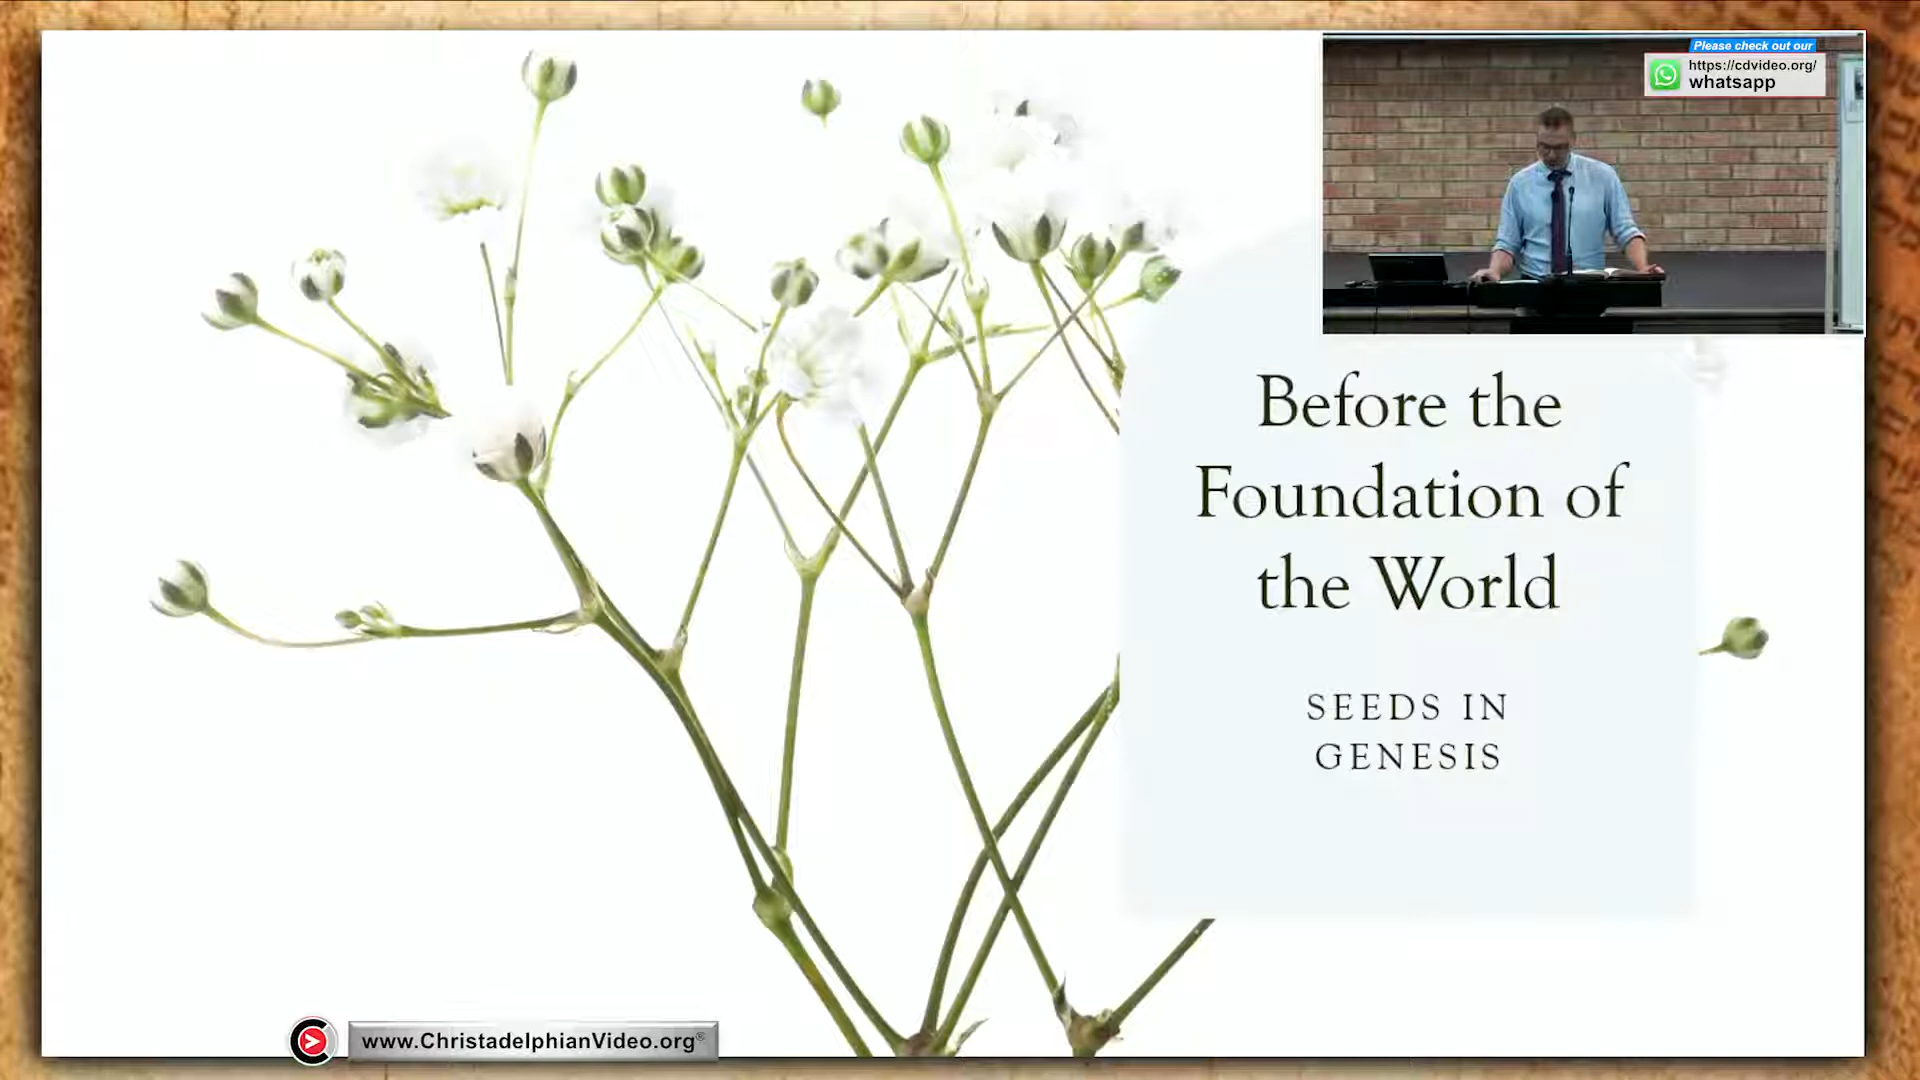 Please check out our
https://cdvideo.org/
whatsapp
Before the
Foundation of
the World
SEEDS IN
GENESIS
www.ChristadelphianVideo.org®